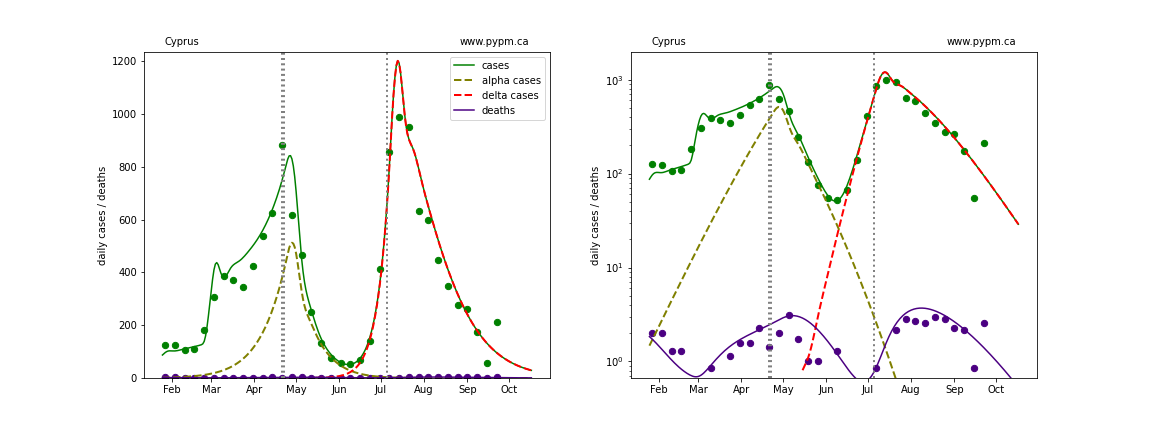 Cyprus www.pypm.ca
cases
alpha cases
delta cases
deaths
daily cases / deaths
1200
1000
800
600
400
200
0
Feb Mar Apr May Jun Jul Aug Sep Oct
Cyprus www.pypm.ca
daily cases / deaths
10³
10²
10¹
10⁰
Feb Mar Apr May Jun Jul Aug Sep Oct